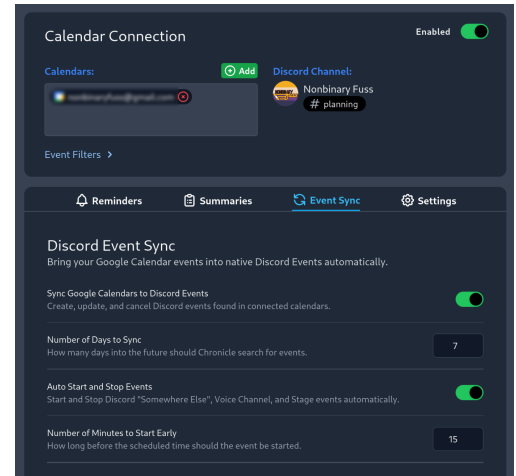 Calendar Connection
Enabled
Calendars:
Add
Discord Channel:
Nonbinary Fuss
# planning
Event Filters >
Reminders
Summaries
Event Sync
Settings
Discord Event Sync
Bring your Google Calendar events into native Discord Events automatically.
Sync Google Calendars to Discord Events
Create, update, and cancel Discord events found in connected calendars.
Number of Days to Sync
How many days into the future should Chronicle search for events.
7
Auto Start and Stop Events
Start and Stop Discord "Somewhere Else", Voice Channel, and Stage events automatically.
Number of Minutes to Start Early
How long before the scheduled time should the event be started.
15